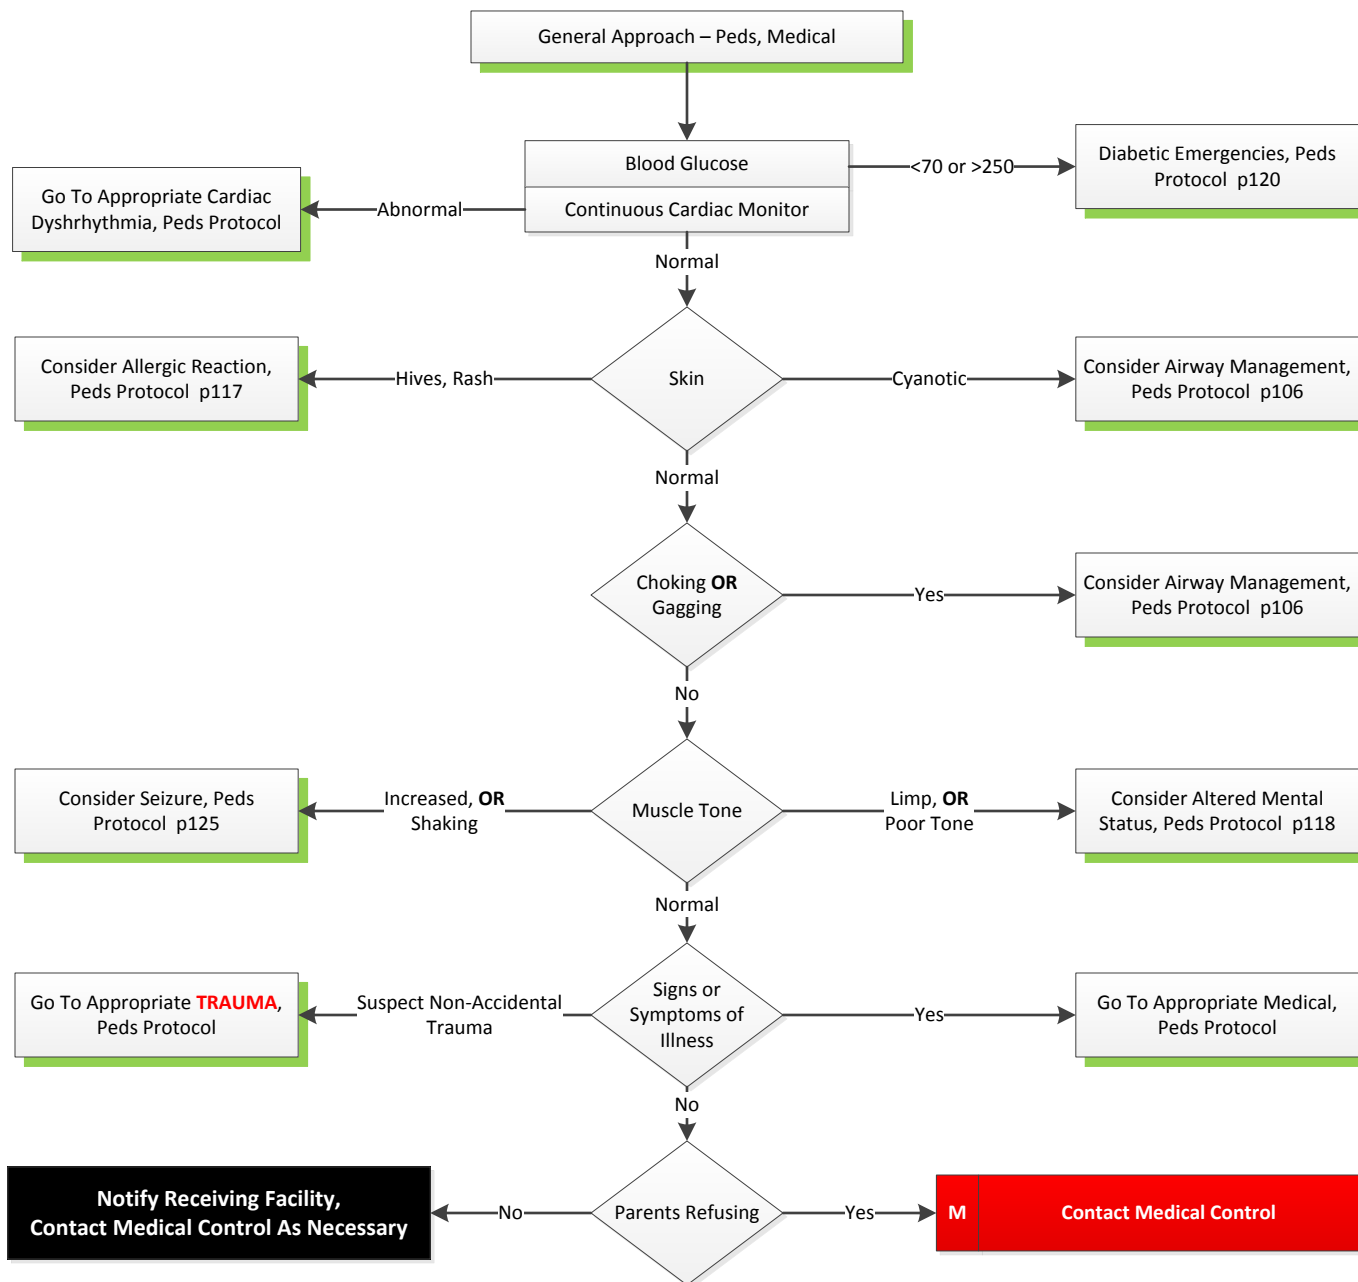 General Approach – Peds, Medical
Blood Glucose
<70 or >250
Diabetic Emergencies, Peds
Protocol p120
Go To Appropriate Cardiac
Dyshrhythmia, Peds Protocol
Abnormal
Continuous Cardiac Monitor
Normal
Consider Allergic Reaction,
Peds Protocol p117
Hives, Rash
Skin
Cyanotic
Consider Airway Management,
Peds Protocol p106
Normal
Choking OR
Gagging
Yes
Consider Airway Management,
Peds Protocol p106
No
Consider Seizure, Peds
Protocol p125
Increased, OR
Shaking
Muscle Tone
Limp, OR
Poor Tone
Consider Altered Mental
Status, Peds Protocol p118
Normal
Go To Appropriate TRAUMA,
Peds Protocol
Suspect Non-Accidental
Trauma
Signs or
Symptoms of
Illness
Yes
Go To Appropriate Medical,
Peds Protocol
No
Notify Receiving Facility,
Contact Medical Control As Necessary
No
Parents Refusing
Yes
M
Contact Medical Control